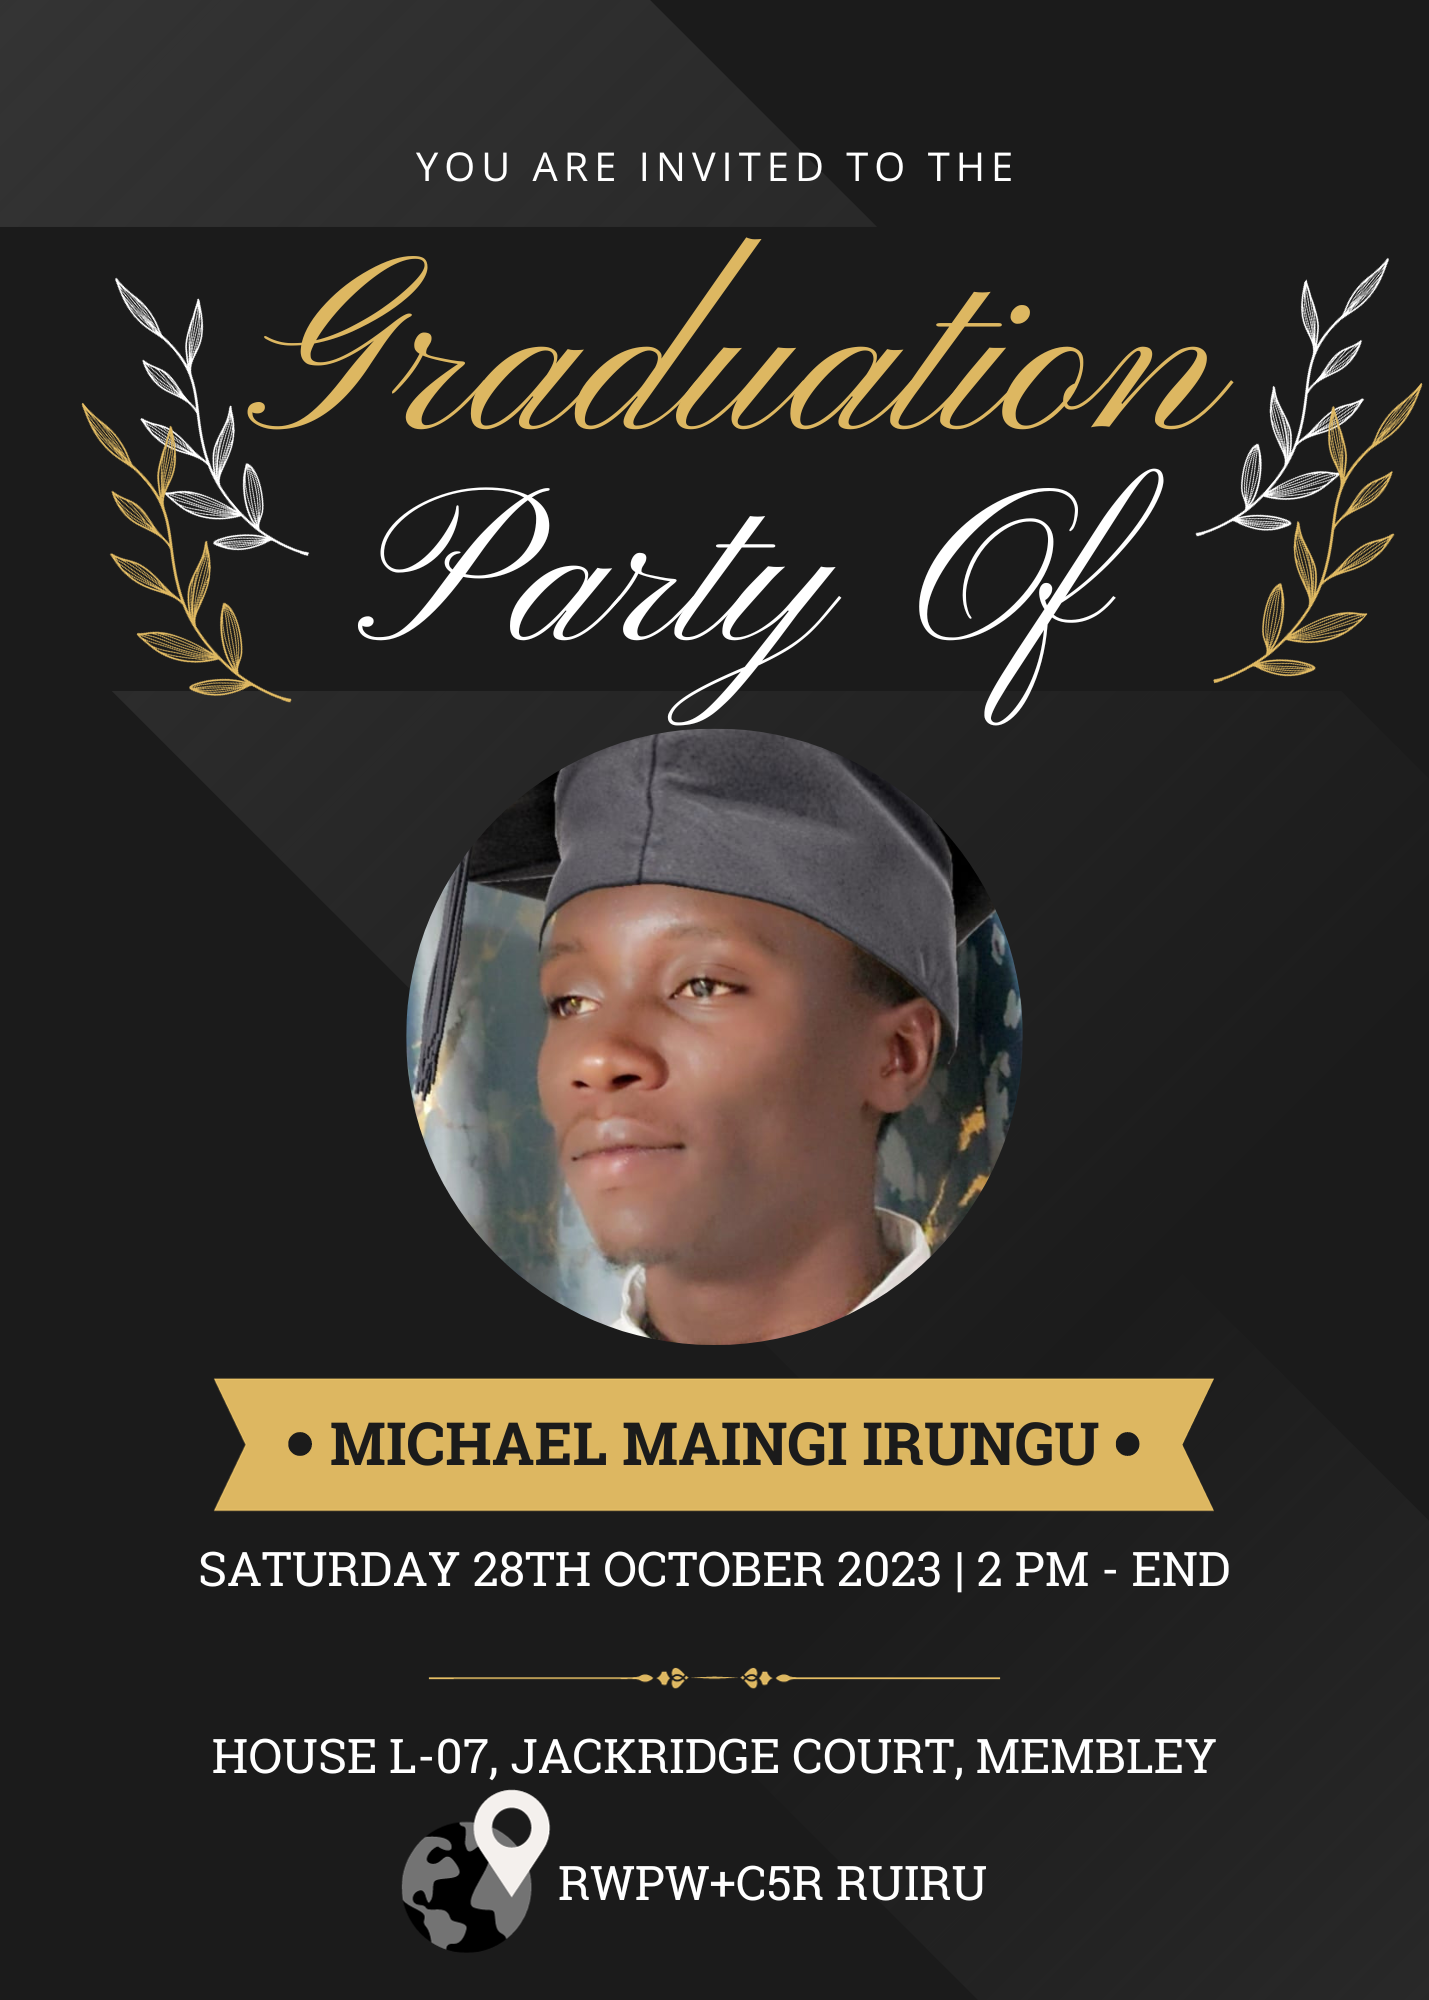 YOU ARE INVITED TO THE
Graduation
Party Of
• MICHAEL MAINGI IRUNGU •
SATURDAY 28TH OCTOBER 2023 | 2 PM - END
HOUSE L-07, JACKRIDGE COURT, MEMBLEY
RWPW+C5R RUIRU